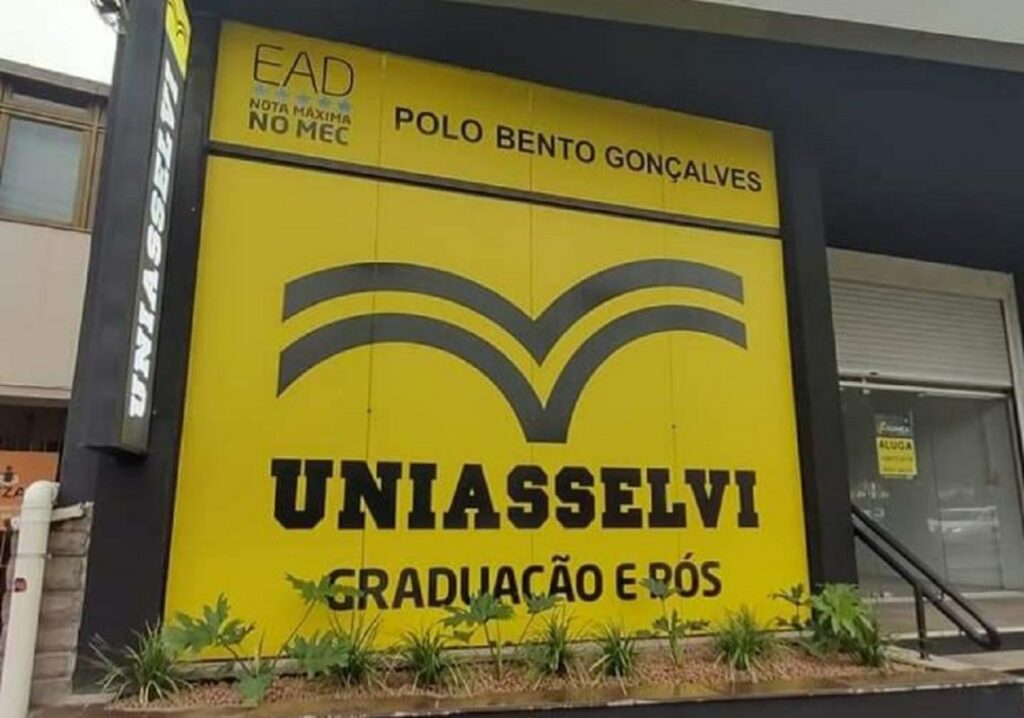 EAD
NOTA MÁXIMA
NO MEC
POLO BENTO GONÇALVES
UNIASSELVI
UNIASSELVI
GRADUAÇÃO E PÓS
ALUGA